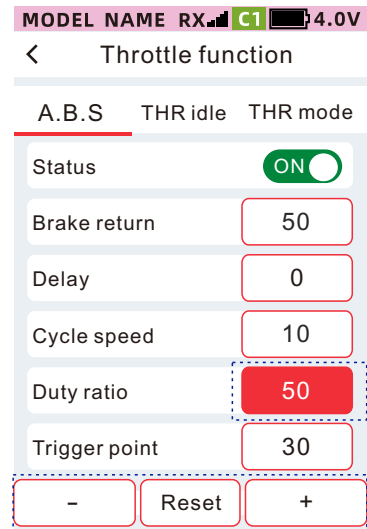 MODEL NAME RX C1 4.0V
< Throttle function
A.B.S THR idle THR mode
Status ON
Brake return 50
Delay 0
Cycle speed 10
Duty ratio 50
Trigger point 30
- Reset +